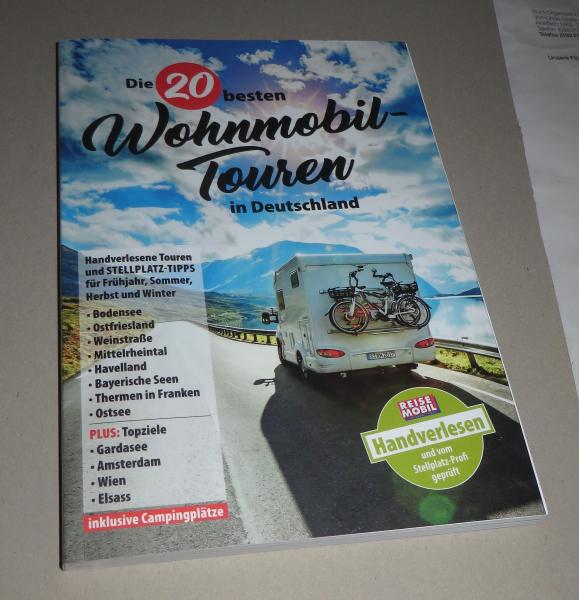 Die 20 besten
Wohnmobil-
Touren
in Deutschland
Handverlesene Touren
und STELLPLATZ-TIPPS
für Frühjahr, Sommer,
Herbst und Winter
• Bodensee
• Ostfriesland
• Weinstraße
• Mittelrheintal
• Havelland
• Bayerische Seen
• Thermen in Franken
• Ostsee
PLUS: Topziele
• Gardasee
• Amsterdam
• Wien
• Elsass
inklusive Campingplätze
REISE
MOBIL
Handverlesen
und vom
Stellplatz-Profi
geprüft